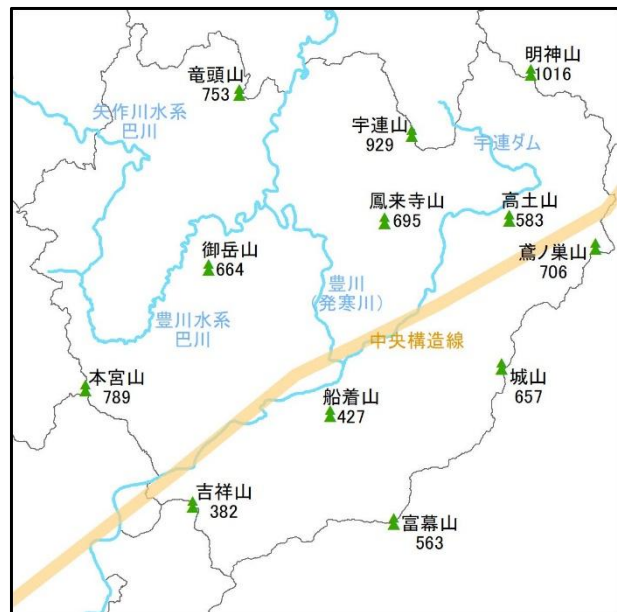 明神山
1016
竜頭山
753
矢作川水系
巴川
宇連山
929
宇連ダム
鳳来寺山
695
高土山
583
御岳山
664
鳶ノ巣山
706
豊川
(発寒川)
豊川水系
巴川
中央構造線
本宮山
789
城山
657
船着山
427
吉祥山
382
富幕山
563